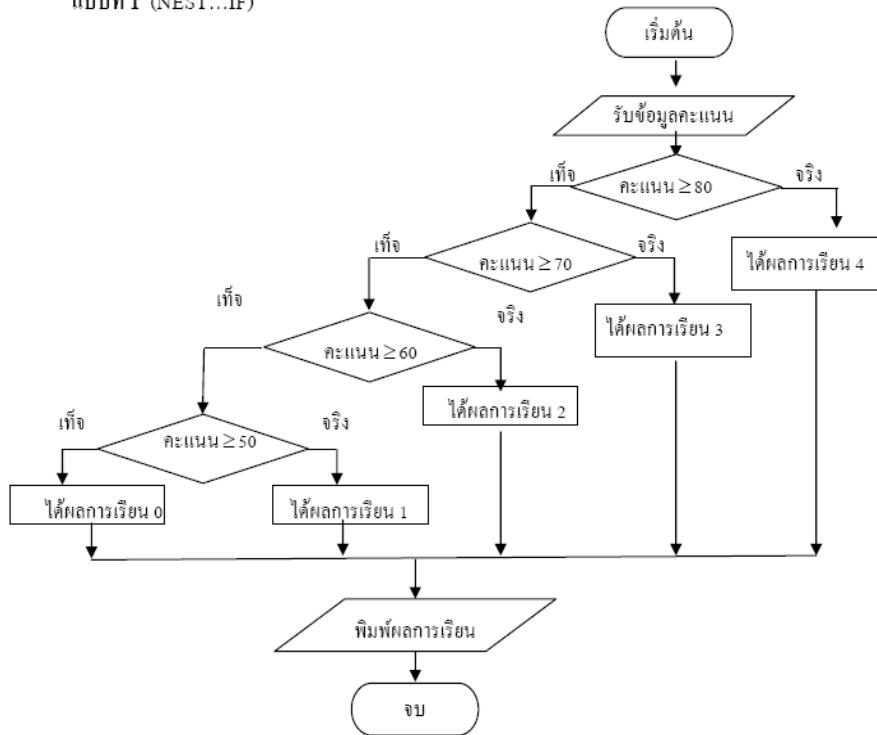 แบบที่ 1 (NEST…IF)
เริ่มต้น
รับข้อมูลคะแนน
เท็จ
คะแนน ≥ 80
จริง
เท็จ
คะแนน ≥ 70
จริง
ได้ผลการเรียน 4
เท็จ
คะแนน ≥ 60
จริง
ได้ผลการเรียน 3
เท็จ
คะแนน ≥ 50
จริง
ได้ผลการเรียน 2
ได้ผลการเรียน 0
ได้ผลการเรียน 1
พิมพ์ผลการเรียน
จบ